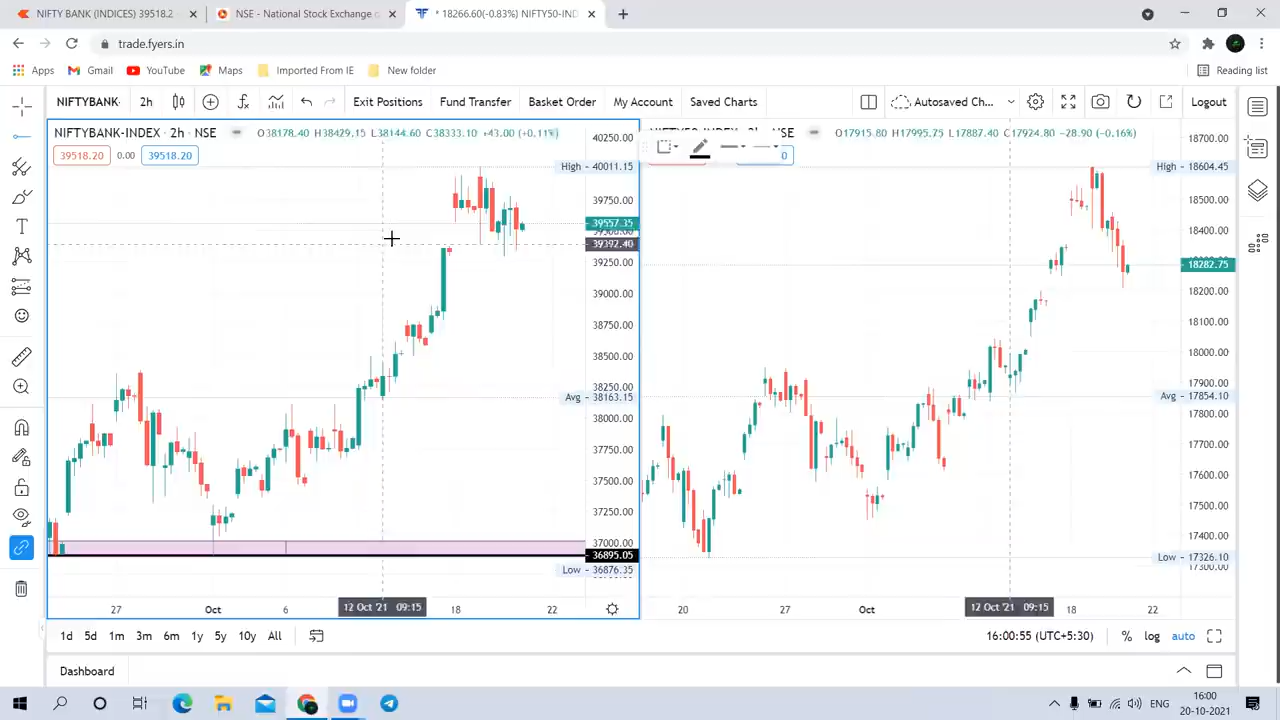 NIFTY BANK (INDICES) 39518.2
NSE - National Stock Exchange o
* 18266.60(-0.83%) NIFTY50-IND
trade.fyers.in
Apps
Gmail
YouTube
Maps
Imported From IE
New folder
Reading list
NIFTYBANK-
2h
Exit Positions
Fund Transfer
Basket Order
My Account
Saved Charts
Autosaved Ch...
Logout
NIFTYBANK-INDEX · 2h · NSE
O38178.40 H38429.15 L38144.60 C38333.10 +43.00 (+0.11%)
39518.20
0.00
39518.20
40250.00
High - 40011.15
39750.00
39557.35
39500.00
39392.40
39250.00
39000.00
38750.00
38500.00
38250.00
Avg - 38163.15
38000.00
37750.00
37500.00
37250.00
37000.00
36895.05
Low - 36876.35
27
Oct
6
12 Oct '21 09:15
18
22
2h · NSE
O17915.80 H17995.75 L17887.40 C17924.80 -28.90 (-0.16%)
18700.00
High - 18604.45
18500.00
18400.00
18282.75
18200.00
18100.00
18000.00
17900.00
Avg - 17854.10
17800.00
17700.00
17600.00
17500.00
17400.00
Low - 17326.10
17300.00
20
27
Oct
12 Oct '21 09:15
18
22
1d
5d
1m
3m
6m
1y
5y
10y
All
16:00:55 (UTC+5:30)
%
log
auto
Dashboard
ENG
16:00
20-10-2021